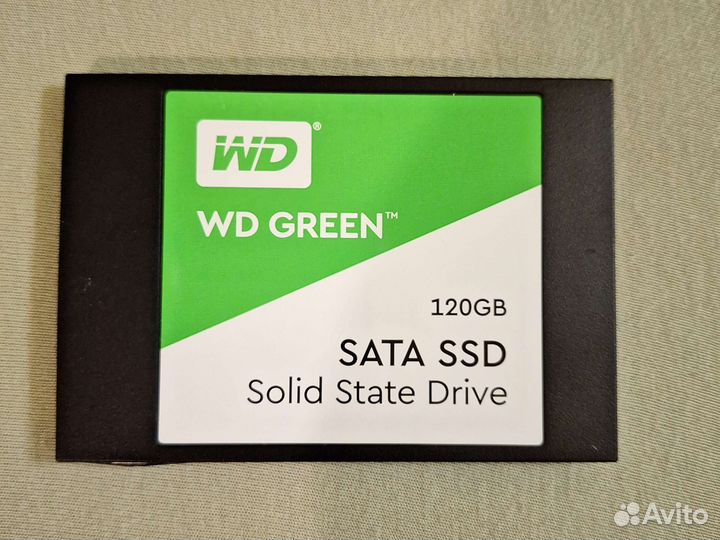 WD®
WD GREEN™
120GB
SATA SSD
Solid State Drive
Avito